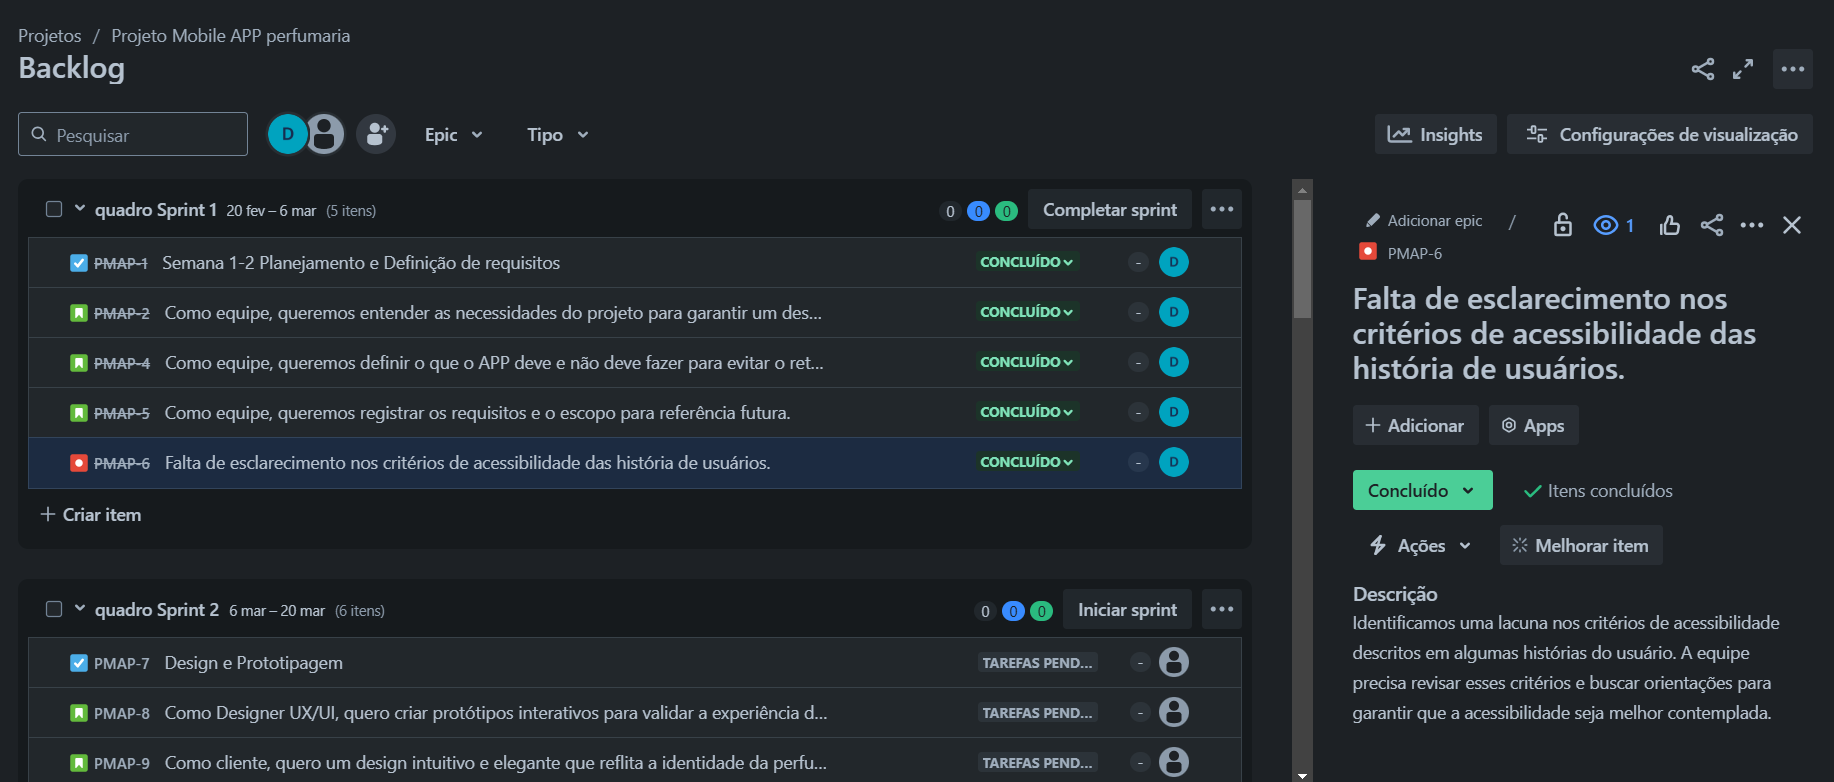 Projetos / Projeto Mobile APP perfumaria
Backlog
Pesquisar
D
Epic
Tipo
Insights
Configurações de visualização
quadro Sprint 1 20 fev – 6 mar (5 itens)
0 0 0
Completar sprint
PMAP-1 Semana 1-2 Planejamento e Definição de requisitos CONCLUÍDO - D
PMAP-2 Como equipe, queremos entender as necessidades do projeto para garantir um des... CONCLUÍDO - D
PMAP-4 Como equipe, queremos definir o que o APP deve e não deve fazer para evitar o ret... CONCLUÍDO - D
PMAP-5 Como equipe, queremos registrar os requisitos e o escopo para referência futura. CONCLUÍDO - D
PMAP-6 Falta de esclarecimento nos critérios de acessibilidade das história de usuários. CONCLUÍDO - D
Criar item
quadro Sprint 2 6 mar – 20 mar (6 itens)
0 0 0
Iniciar sprint
PMAP-7 Design e Prototipagem TAREFAS PEND... -
PMAP-8 Como Designer UX/UI, quero criar protótipos interativos para validar a experiência d... TAREFAS PEND... -
PMAP-9 Como cliente, quero um design intuitivo e elegante que reflita a identidade da perfu... TAREFAS PEND... -
Adicionar epic /
1
PMAP-6
Falta de esclarecimento nos
critérios de acessibilidade das
história de usuários.
Adicionar
Apps
Concluído
Itens concluídos
Ações
Melhorar item
Descrição
Identificamos uma lacuna nos critérios de acessibilidade
descritos em algumas histórias do usuário. A equipe
precisa revisar esses critérios e buscar orientações para
garantir que a acessibilidade seja melhor contemplada.